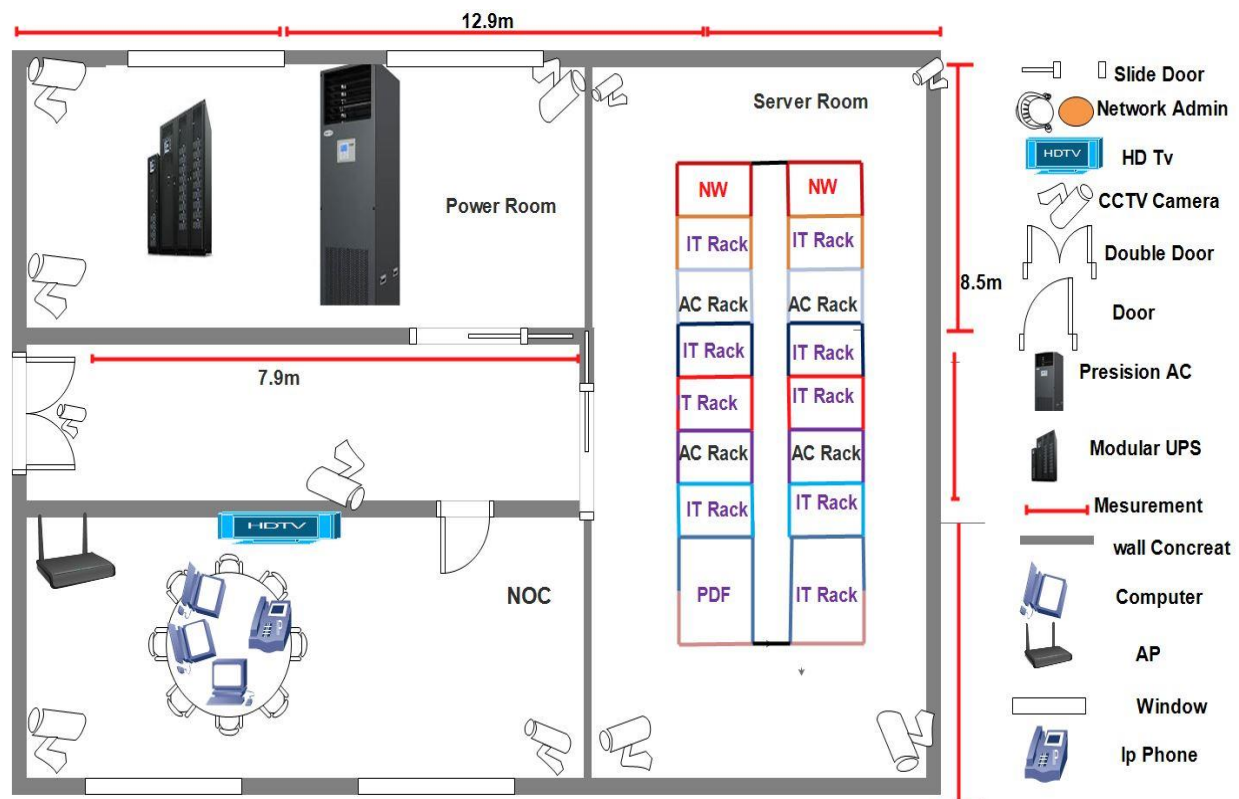 12.9m
Server Room
Power Room
NW
NW
IT Rack
IT Rack
AC Rack
AC Rack
IT Rack
IT Rack
IT Rack
IT Rack
AC Rack
AC Rack
IT Rack
IT Rack
PDF
IT Rack
8.5m
7.9m
HDTV
NOC
Slide Door
Network Admin
HDTV
HD Tv
CCTV Camera
Double Door
Door
Presision AC
Modular UPS
Mesurement
wall Concreat
Computer
AP
Window
Ip Phone